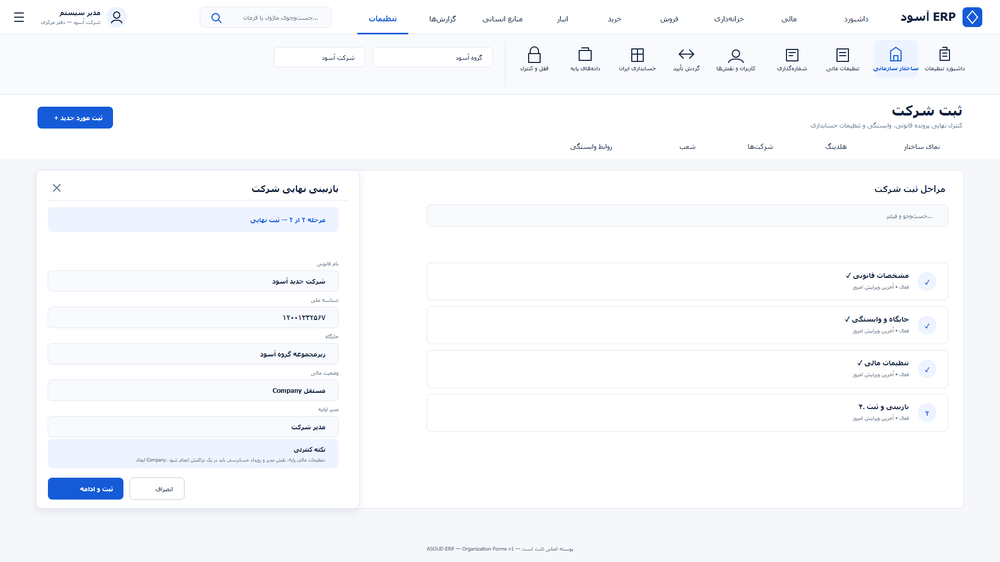 آسود ERP
داشبورد
مالی
خزانه‌داری
فروش
خرید
انبار
منابع انسانی
گزارش‌ها
تنظیمات
جست‌وجوی ماژول یا فرمان...
مدیر سیستم
شرکت آسود — دفتر مرکزی
داشبورد تنظیمات
ساختار سازمانی
تنظیمات مالی
شماره‌گذاری
کاربران و نقش‌ها
گردش تأیید
حسابداری ایران
داده‌های پایه
قفل و کنترل
گروه آسود
شرکت آسود
ثبت شرکت
کنترل نهایی پرونده قانونی، وابستگی و تنظیمات حسابداری
ثبت مورد جدید +
نمای ساختار
هلدینگ
شرکت‌ها
شعب
روابط وابستگی
مراحل ثبت شرکت
جست‌وجو و فیلتر...
✓
مشخصات قانونی ✓
فعال • آخرین ویرایش امروز
✓
جایگاه و وابستگی ✓
فعال • آخرین ویرایش امروز
✓
تنظیمات مالی ✓
فعال • آخرین ویرایش امروز
۴
بازبینی و ثبت .۴
فعال • آخرین ویرایش امروز
بازبینی نهایی شرکت
مرحله ۴ از ۴ — ثبت نهایی
نام قانونی
شرکت جدید آسود
شناسه ملی
۱۴۰۰۱۲۳۴۵۶۷
جایگاه
زیرمجموعه گروه آسود
وضعیت مالی
مستقل Company
مدیر اولیه
مدیر شرکت
نکته کنترلی
ایجاد Company، تنظیمات مالی پایه، نقش مدیر و رویداد حسابرسی باید در یک تراکنش انجام شود.
ثبت و ادامه
انصراف
ASOUD ERP — Organization Forms v1 — پوسته اصلی ثابت است